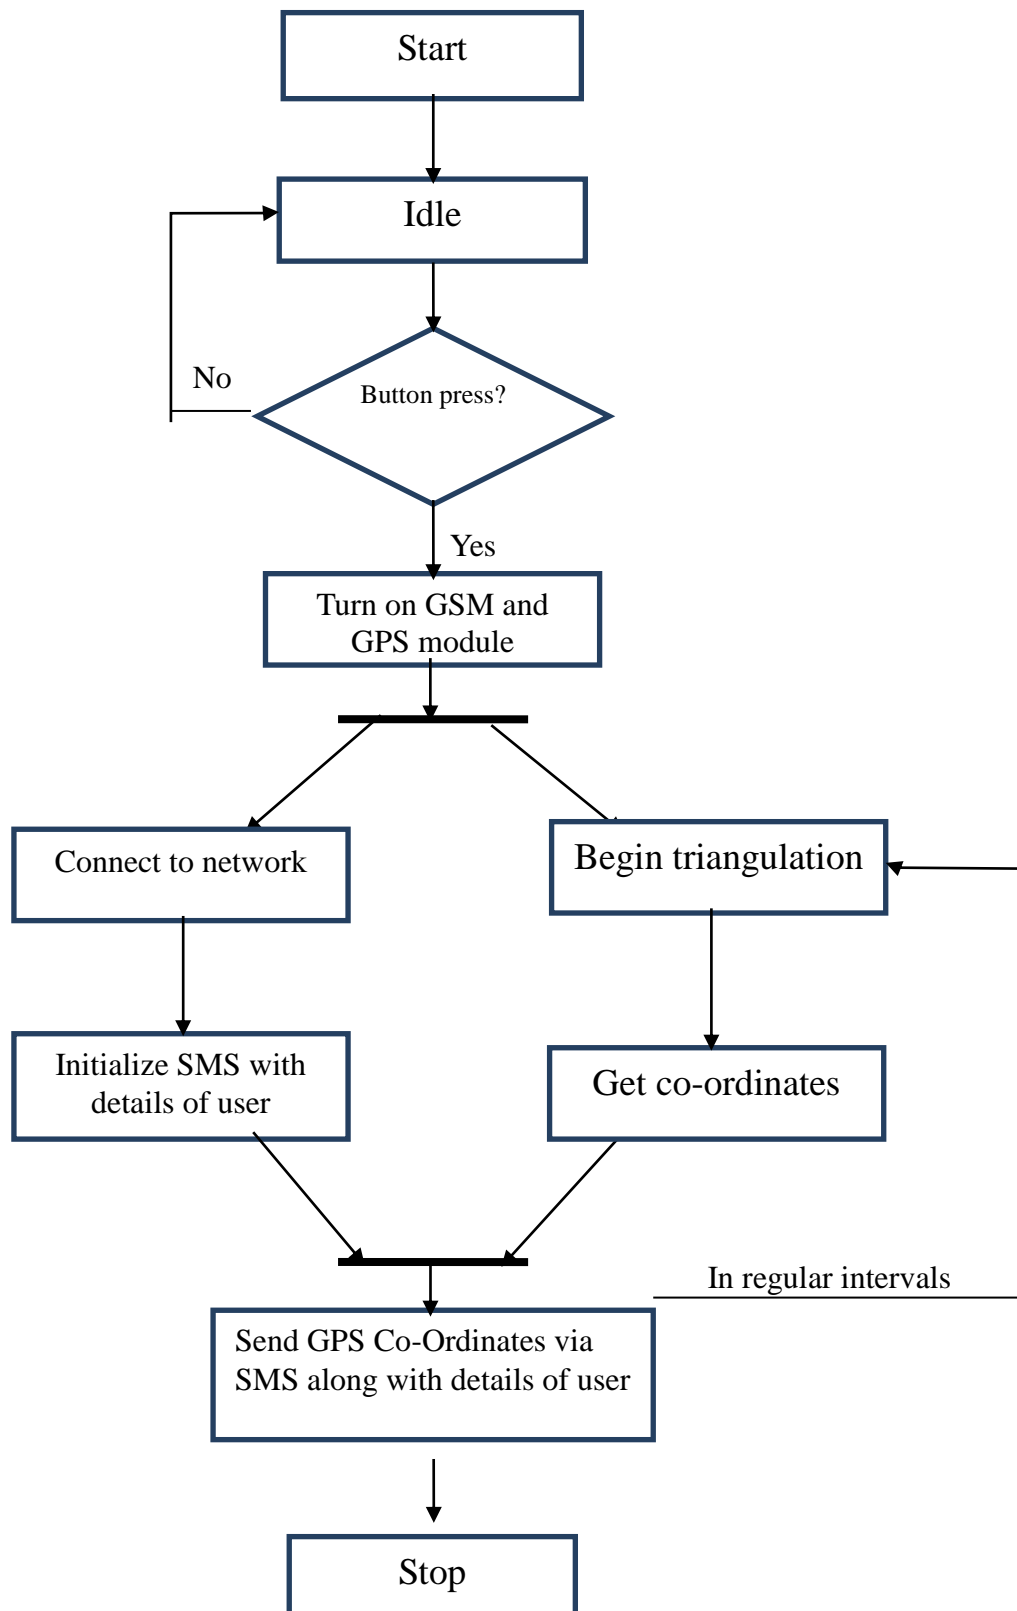 Start
Idle
No
Button press?
Yes
Turn on GSM and
GPS module
Connect to network
Begin triangulation
Initialize SMS with
details of user
Get co-ordinates
In regular intervals
Send GPS Co-Ordinates via
SMS along with details of user
Stop